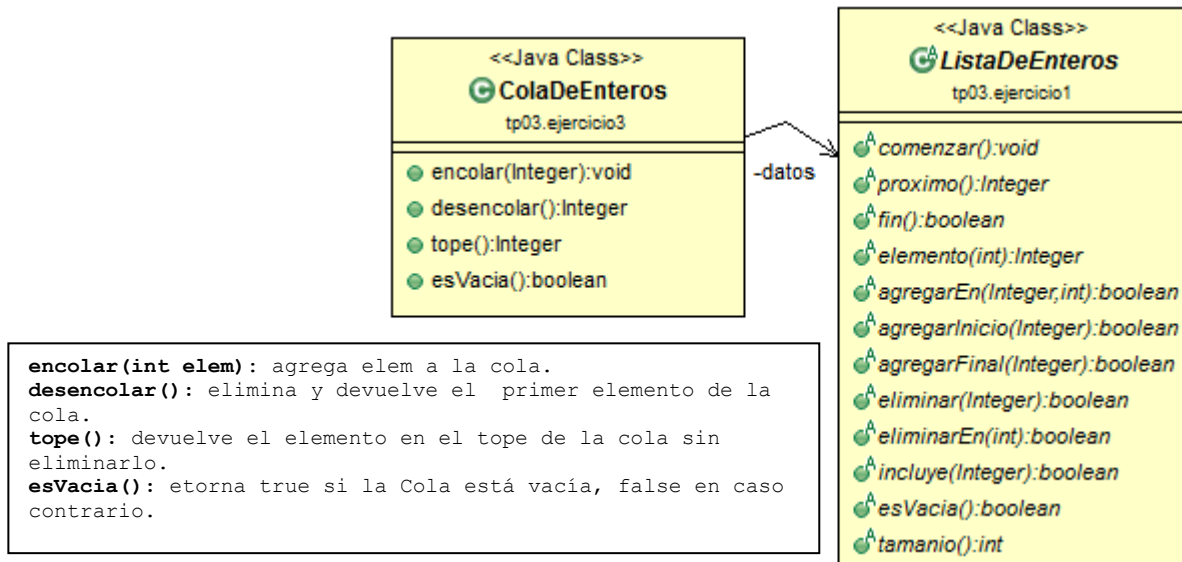 <<Java Class>>
ColaDeEnteros
tp03.ejercicio3
encolar(Integer):void
desencolar():Integer
tope():Integer
esVacia():boolean
-datos
<<Java Class>>
ListaDeEnteros
tp03.ejercicio1
comenzar():void
proximo():Integer
fin():boolean
elemento(int):Integer
agregarEn(Integer,int):boolean
agregarInicio(Integer):boolean
agregarFinal(Integer):boolean
eliminar(Integer):boolean
eliminarEn(int):boolean
incluye(Integer):boolean
esVacia():boolean
tamanio():int
encolar(int elem): agrega elem a la cola.
desencolar(): elimina y devuelve el primer elemento de la
cola.
tope(): devuelve el elemento en el tope de la cola sin
eliminarlo.
esVacia(): etorna true si la Cola está vacía, false en caso
contrario.